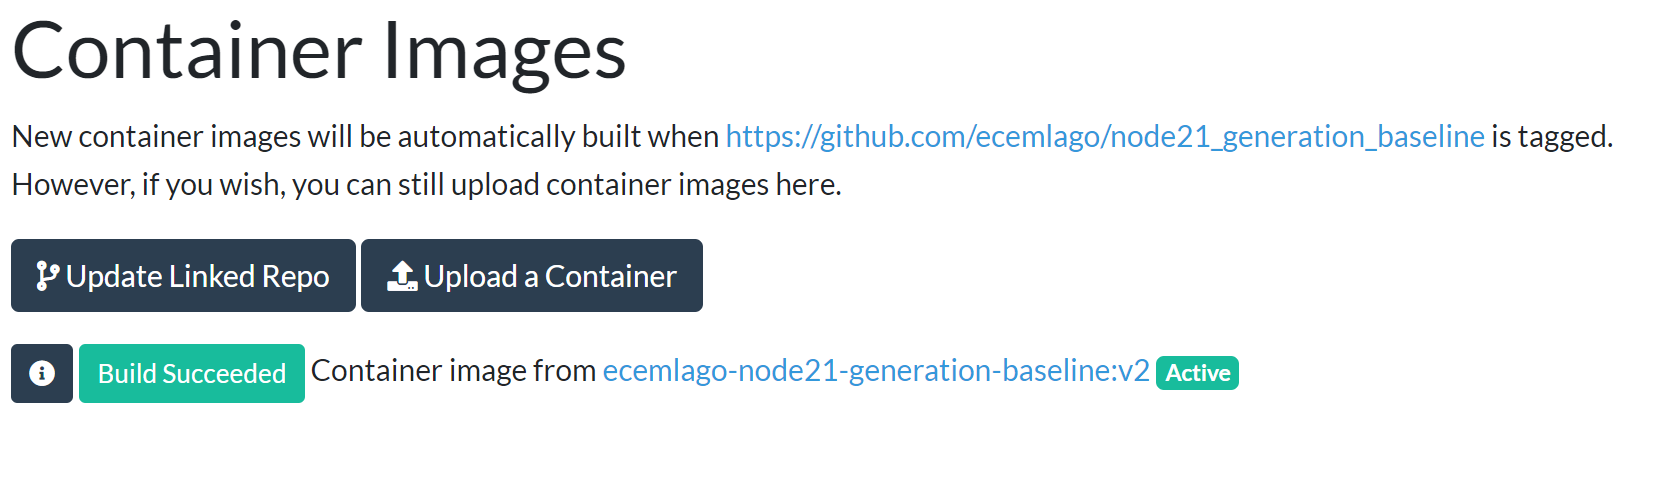 Container Images
New container images will be automatically built when https://github.com/ecemlago/node21_generation_baseline is tagged.
However, if you wish, you can still upload container images here.
Update Linked Repo Upload a Container
Build Succeeded Container image from ecemlago-node21-generation-baseline:v2 Active